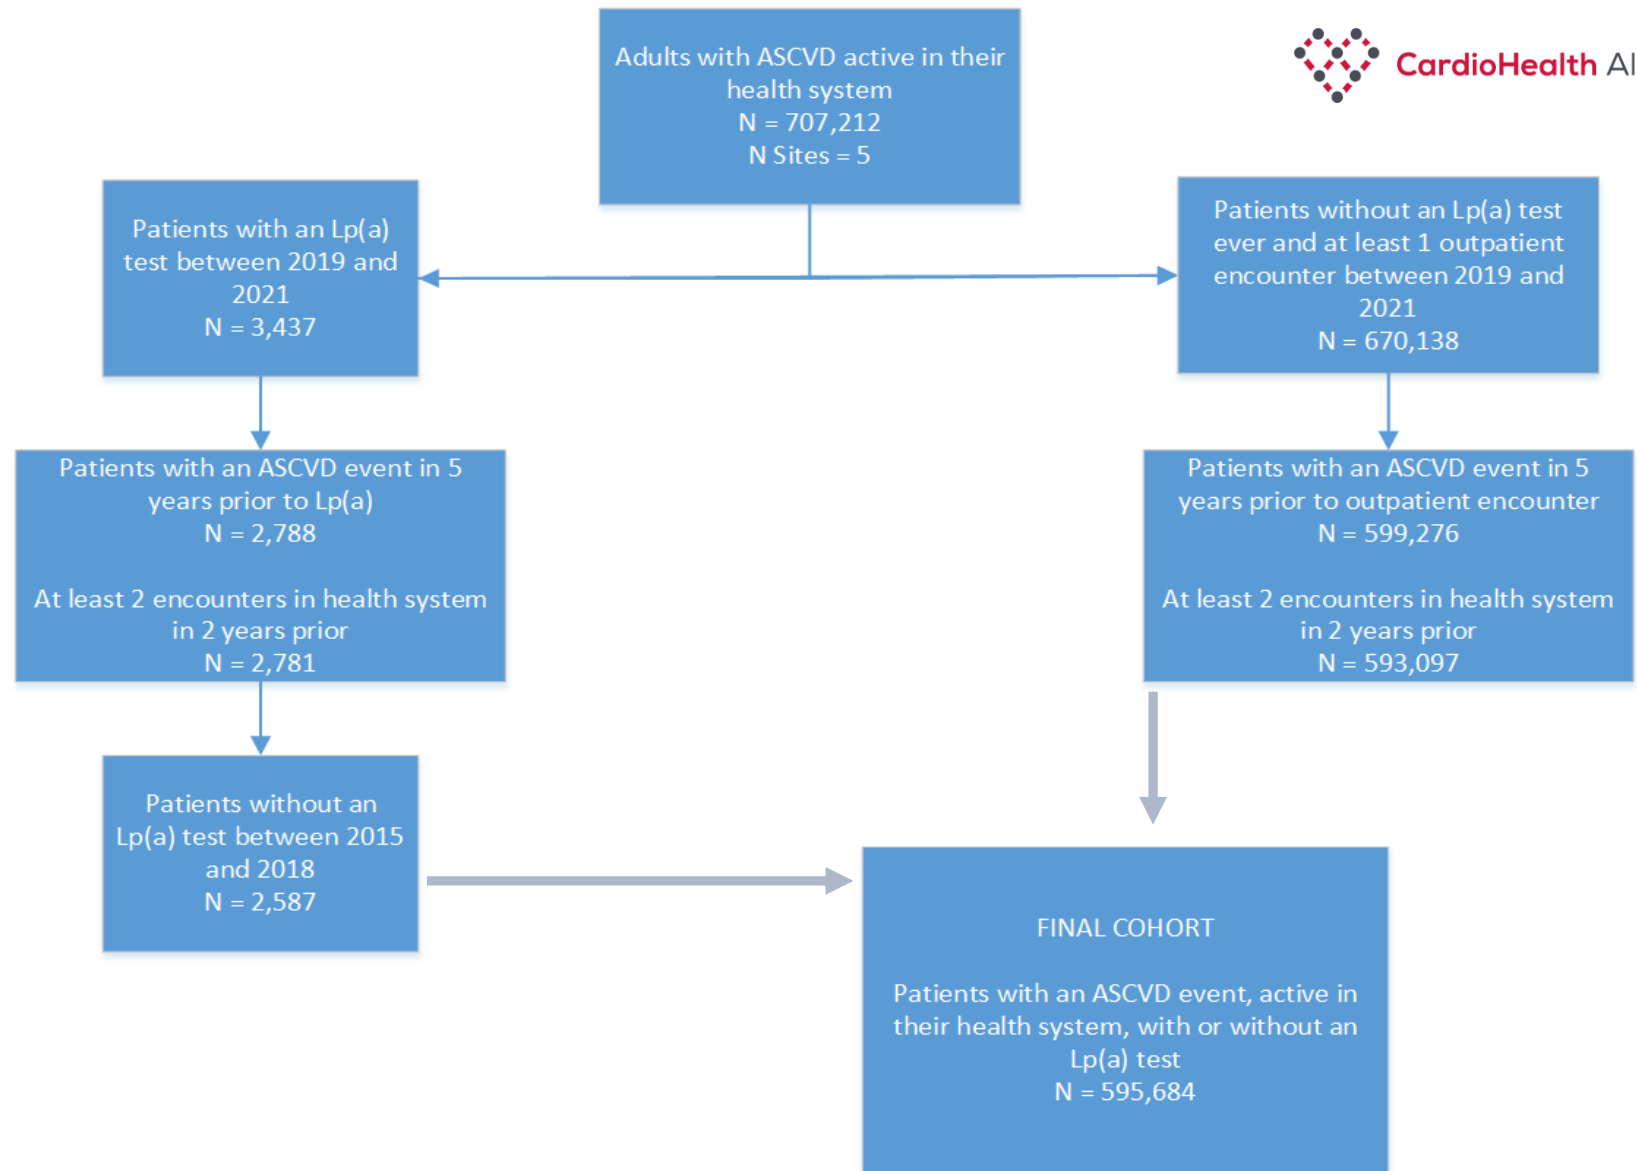 Adults with ASCVD active in their
health system
N = 707,212
N Sites = 5
CardioHealth AI
Patients with an Lp(a)
test between 2019 and
2021
N = 3,437
Patients without an Lp(a) test
ever and at least 1 outpatient
encounter between 2019 and
2021
N = 670,138
Patients with an ASCVD event in 5
years prior to Lp(a)
N = 2,788
At least 2 encounters in health system
in 2 years prior
N = 2,781
Patients with an ASCVD event in 5
years prior to outpatient encounter
N = 599,276
At least 2 encounters in health system
in 2 years prior
N = 593,097
Patients without an
Lp(a) test between 2015
and 2018
N = 2,587
FINAL COHORT
Patients with an ASCVD event, active in
their health system, with or without an
Lp(a) test
N = 595,684